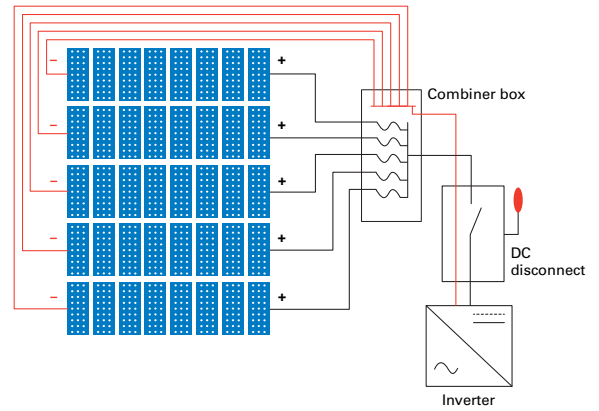 − +
Combiner box
− +
− +
− +
DC
disconnect
− +
Inverter